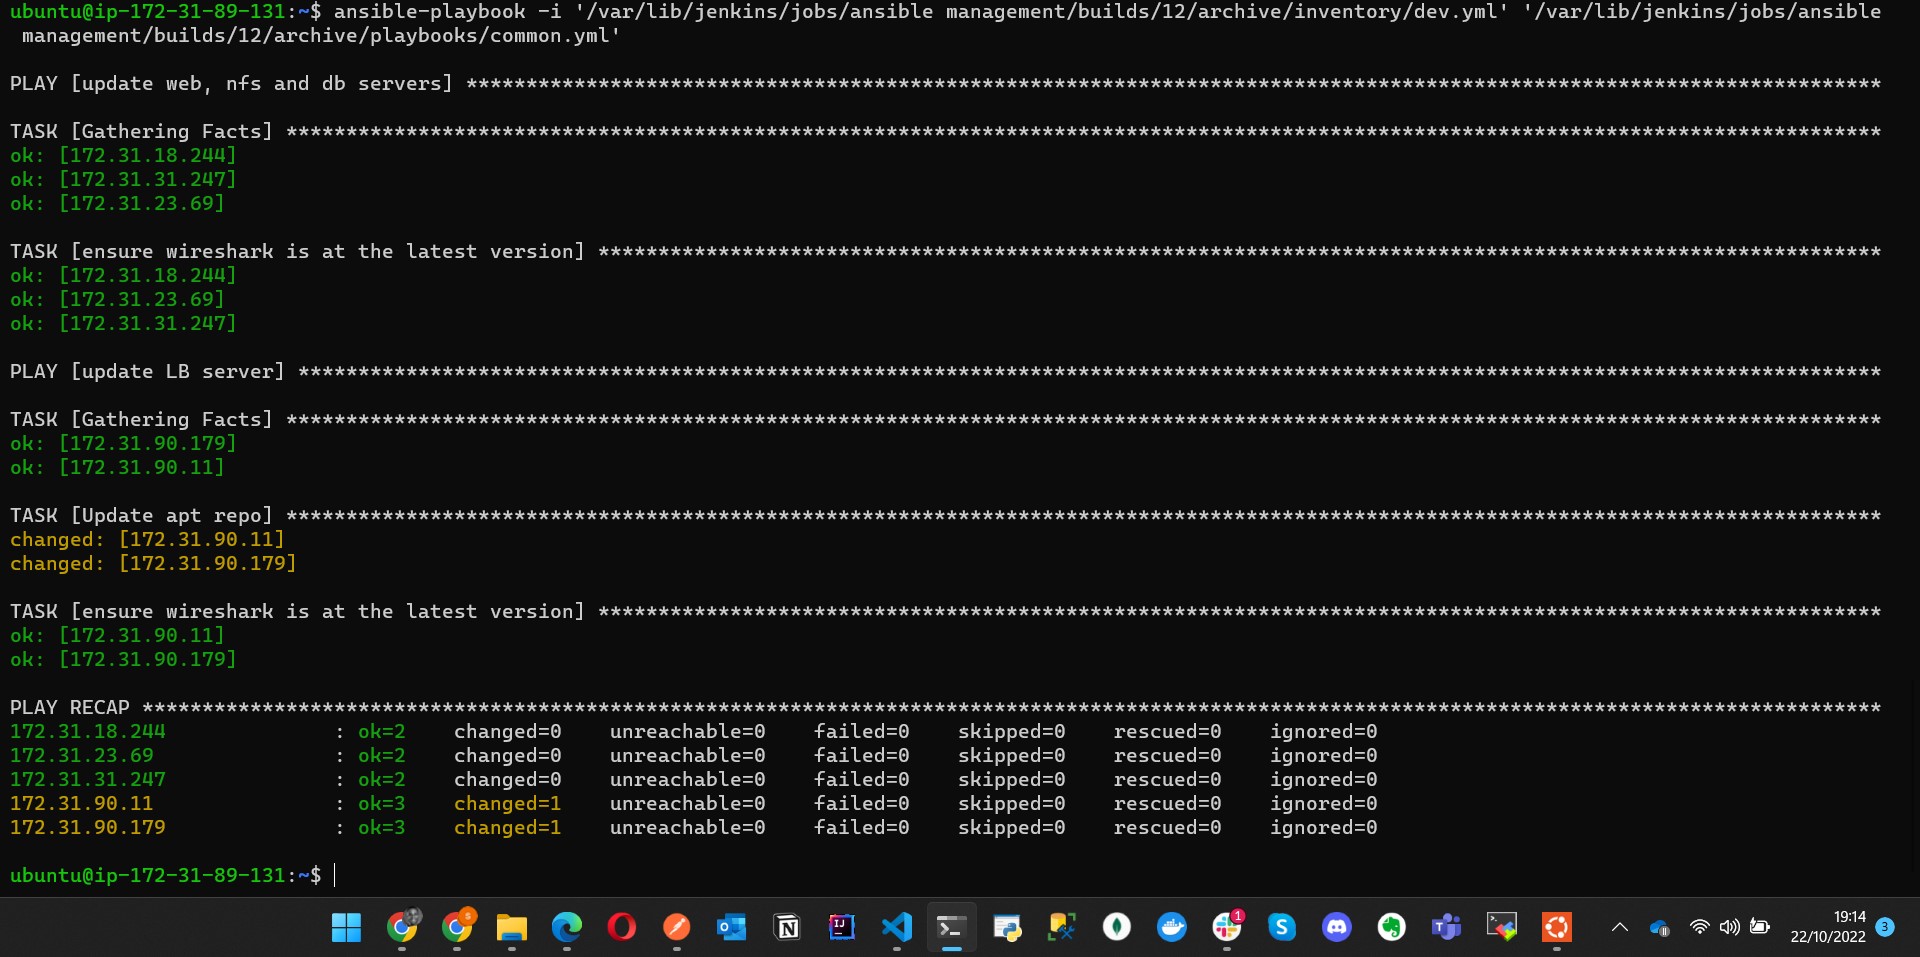 ubuntu@ip-172-31-89-131:~$ ansible-playbook -i '/var/lib/jenkins/jobs/ansible management/builds/12/archive/inventory/dev.yml' '/var/lib/jenkins/jobs/ansible
management/builds/12/archive/playbooks/common.yml'
PLAY [update web, nfs and db servers] **********************************************************************************************************************
TASK [Gathering Facts] *************************************************************************************************************************************
ok: [172.31.18.244]
ok: [172.31.31.247]
ok: [172.31.23.69]
TASK [ensure wireshark is at the latest version] ***********************************************************************************************************
ok: [172.31.18.244]
ok: [172.31.23.69]
ok: [172.31.31.247]
PLAY [update LB server] ************************************************************************************************************************************
TASK [Gathering Facts] *************************************************************************************************************************************
ok: [172.31.90.179]
ok: [172.31.90.11]
TASK [Update apt repo] *************************************************************************************************************************************
changed: [172.31.90.11]
changed: [172.31.90.179]
TASK [ensure wireshark is at the latest version] ***********************************************************************************************************
ok: [172.31.90.11]
ok: [172.31.90.179]
PLAY RECAP *************************************************************************************************************************************************
172.31.18.244 : ok=2 changed=0 unreachable=0 failed=0 skipped=0 rescued=0 ignored=0
172.31.23.69 : ok=2 changed=0 unreachable=0 failed=0 skipped=0 rescued=0 ignored=0
172.31.31.247 : ok=2 changed=0 unreachable=0 failed=0 skipped=0 rescued=0 ignored=0
172.31.90.11 : ok=3 changed=1 unreachable=0 failed=0 skipped=0 rescued=0 ignored=0
172.31.90.179 : ok=3 changed=1 unreachable=0 failed=0 skipped=0 rescued=0 ignored=0
ubuntu@ip-172-31-89-131:~$
19:14
22/10/2022
3
1